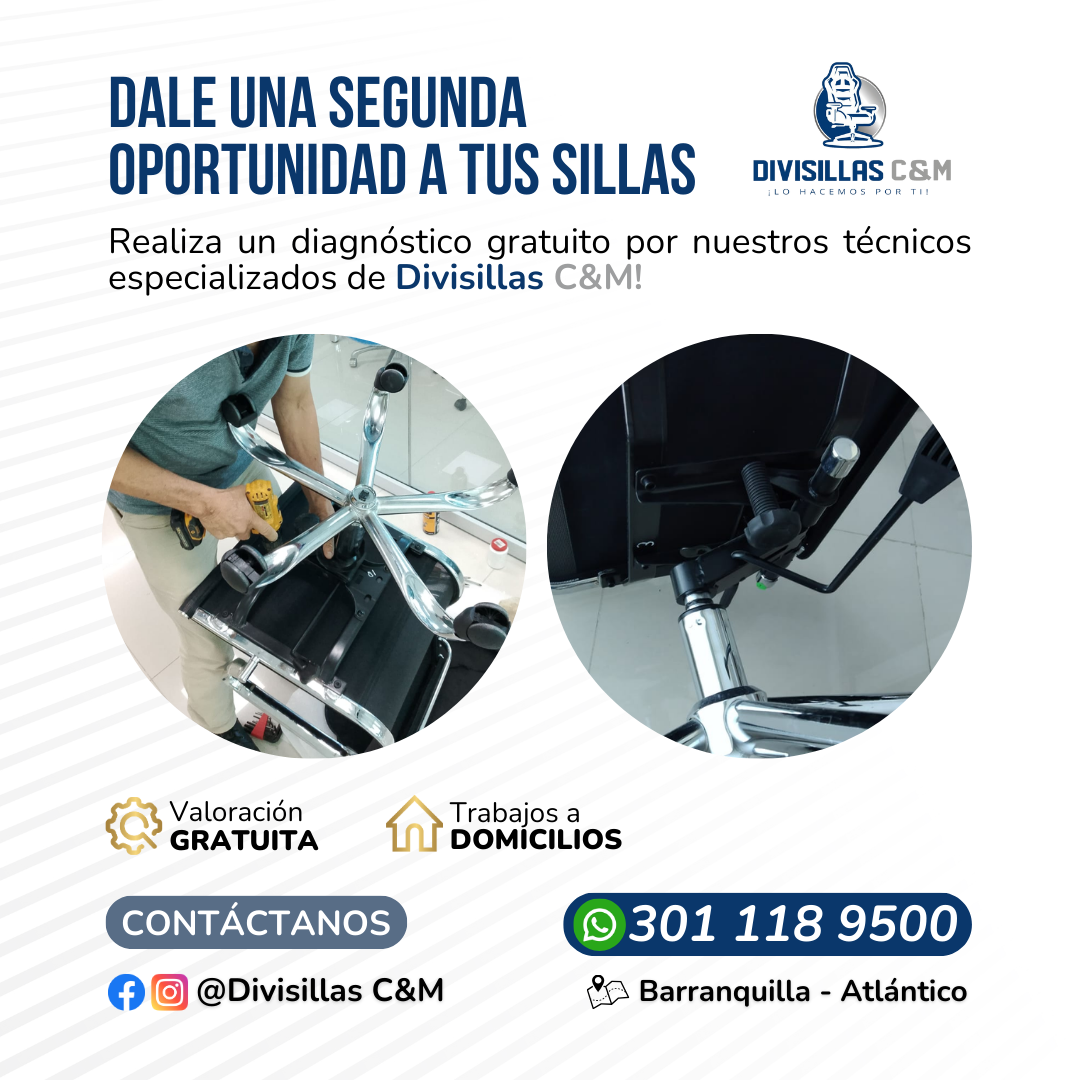 DALE UNA SEGUNDA
OPORTUNIDAD A TUS SILLAS
DIVISILLAS C&M
¡LO HACEMOS POR TI!
Realiza un diagnóstico gratuito por nuestros técnicos
especializados de Divisillas C&M!
3
Valoración
GRATUITA
Trabajos a
DOMICILIOS
CONTÁCTANOS
301 118 9500
@Divisillas C&M
Barranquilla - Atlántico